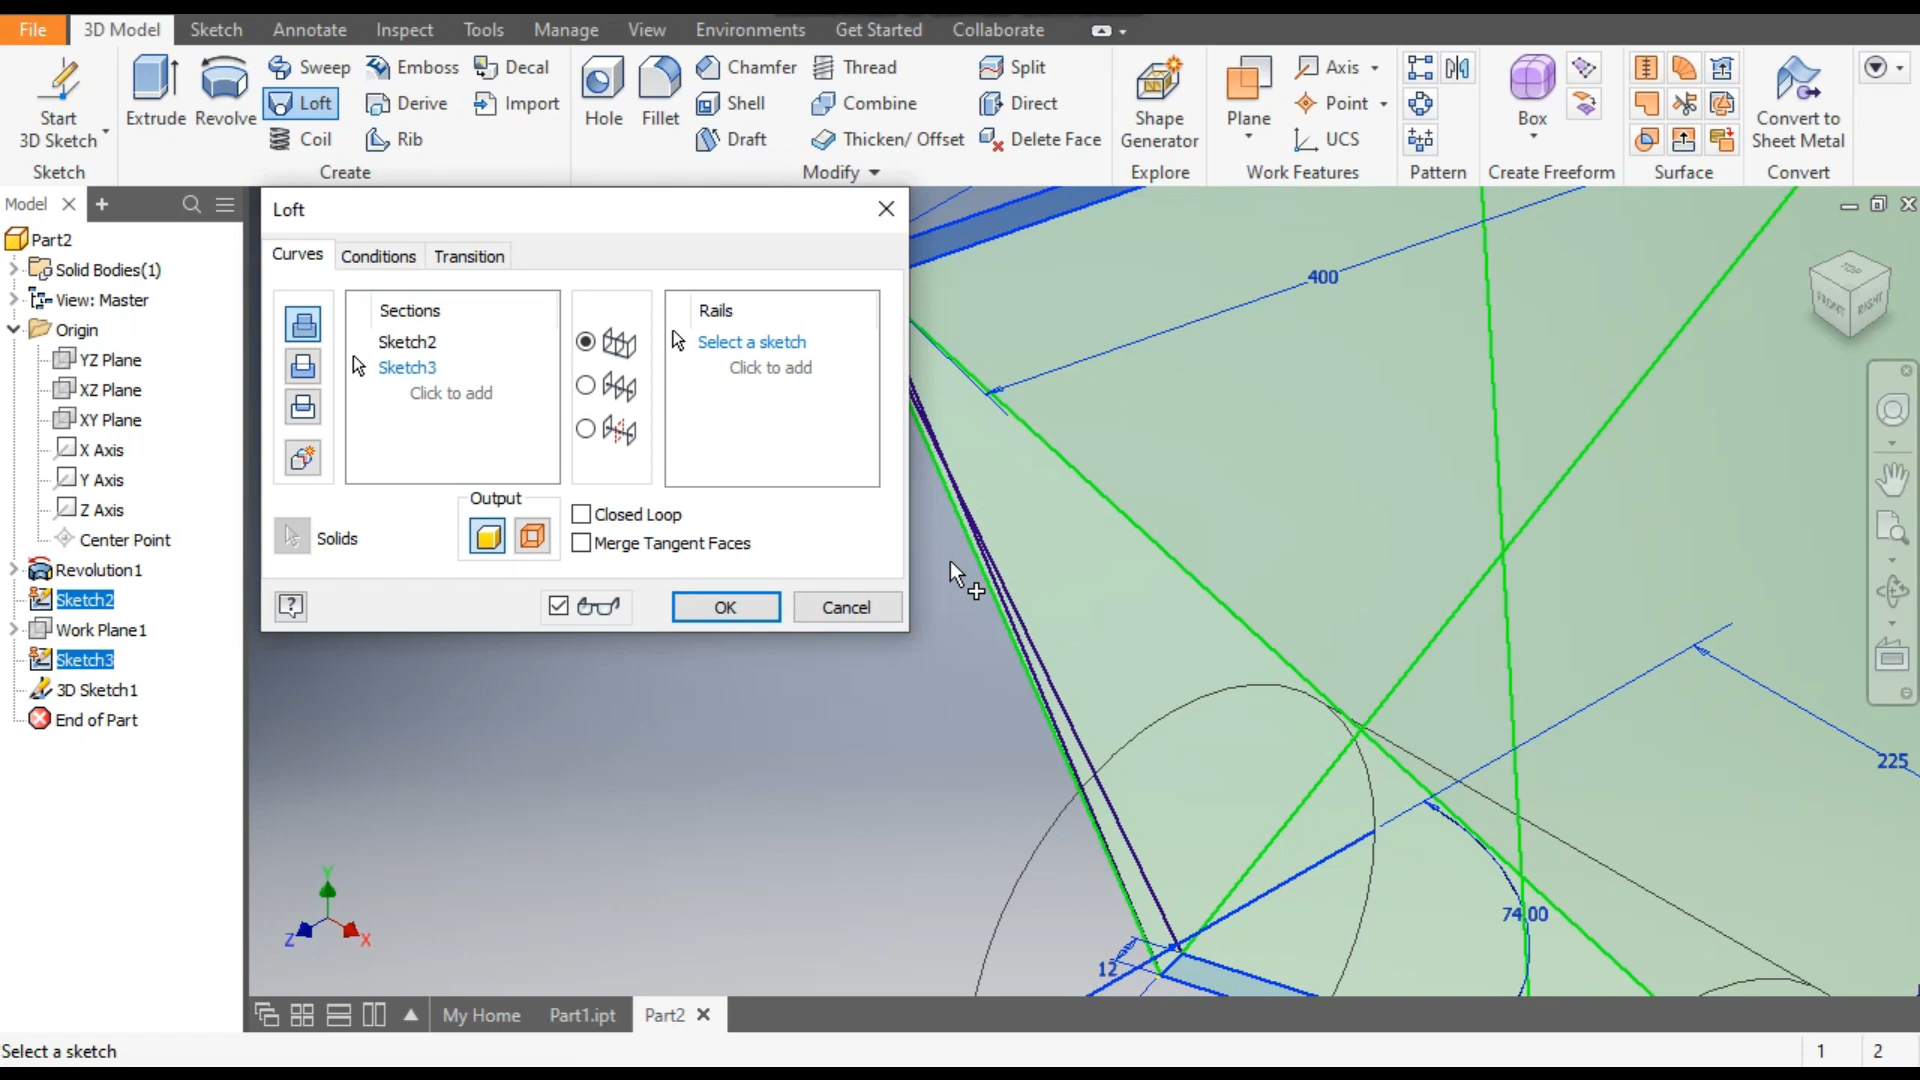 File 3D Model Sketch Annotate Inspect Tools Manage View Environments Get Started Collaborate
Start
3D Sketch
Sketch
Extrude Revolve
Sweep Emboss Decal
Loft Derive Import
Coil Rib
Create
Hole Fillet
Chamfer Thread Split
Shell Combine Direct
Draft Thicken/ Offset Delete Face
Modify
Shape
Generator
Explore
Plane
Axis
Point
UCS
Work Features
Pattern
Box
Create Freeform
Surface
Convert to
Sheet Metal
Convert
Model
Part2
Solid Bodies(1)
View: Master
Origin
YZ Plane
XZ Plane
XY Plane
X Axis
Y Axis
Z Axis
Center Point
Revolution1
Sketch2
Work Plane1
Sketch3
3D Sketch1
End of Part
Loft
Curves Conditions Transition
Sections
Sketch2
Sketch3
Click to add
Rails
Select a sketch
Click to add
Solids
Output
Closed Loop
Merge Tangent Faces
OK Cancel
400
225
74.00
12
TOP
FRONT RIGHT
Y
Z X
My Home Part1.ipt Part2
Select a sketch
1 2